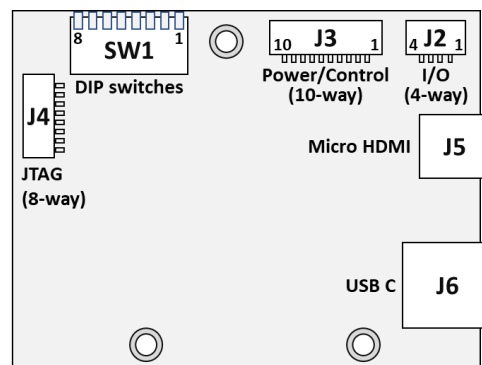 8 SW1 1
DIP switches
10 J3 1
Power/Control
(10-way)
4 J2 1
I/O
(4-way)
J4
JTAG
(8-way)
Micro HDMI J5
USB C J6